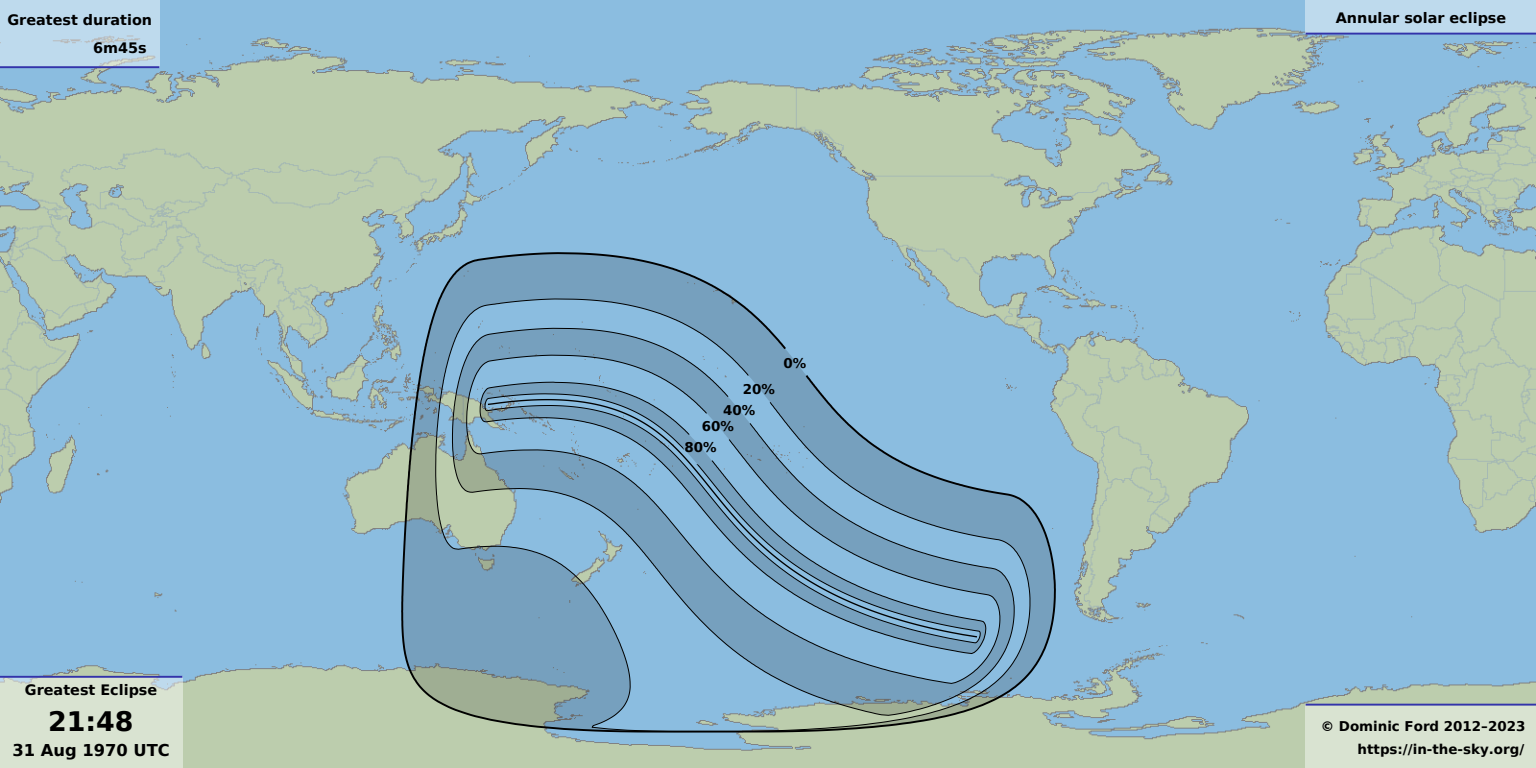 Greatest duration
6m45s
Annular solar eclipse
0%
20%
40%
60%
80%
Greatest Eclipse
21:48
31 Aug 1970 UTC
© Dominic Ford 2012–2023
https://in-the-sky.org/